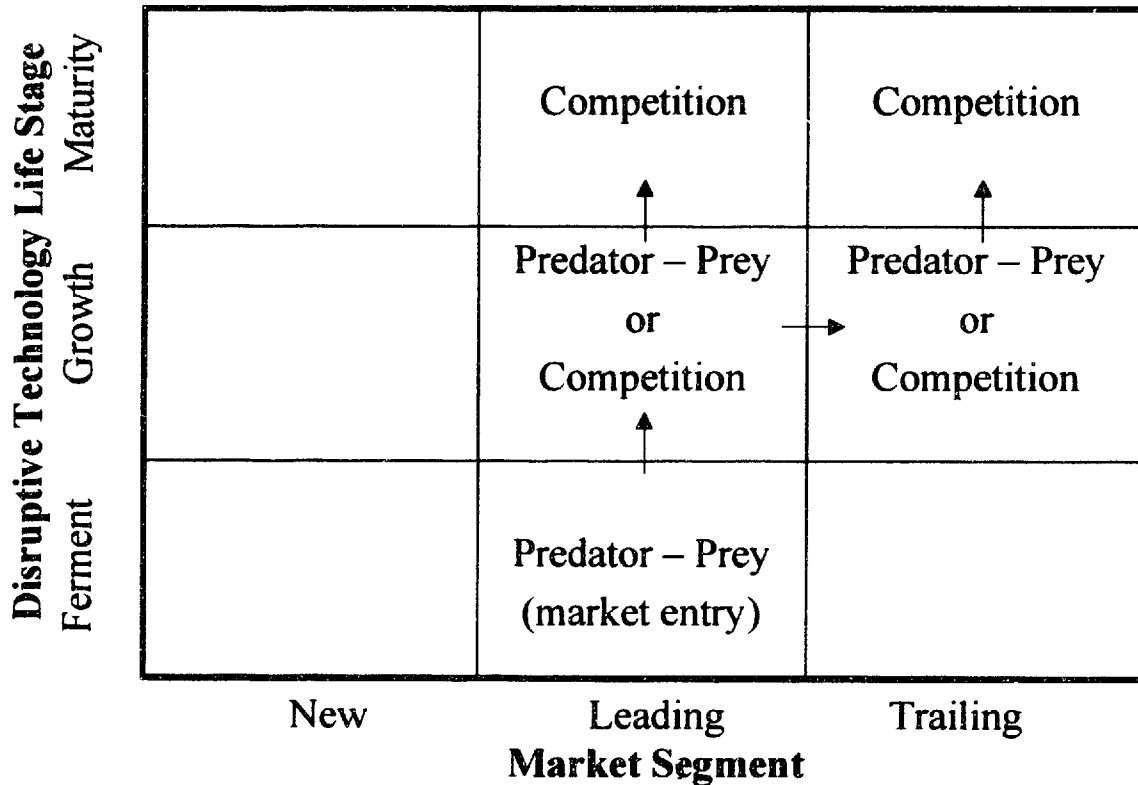 Disruptive Technology Life Stage
Maturity
Growth
Ferment
Competition
Competition
Predator – Prey
or
Competition
Predator – Prey
or
Competition
Predator – Prey
(market entry)
New
Leading
Trailing
Market Segment